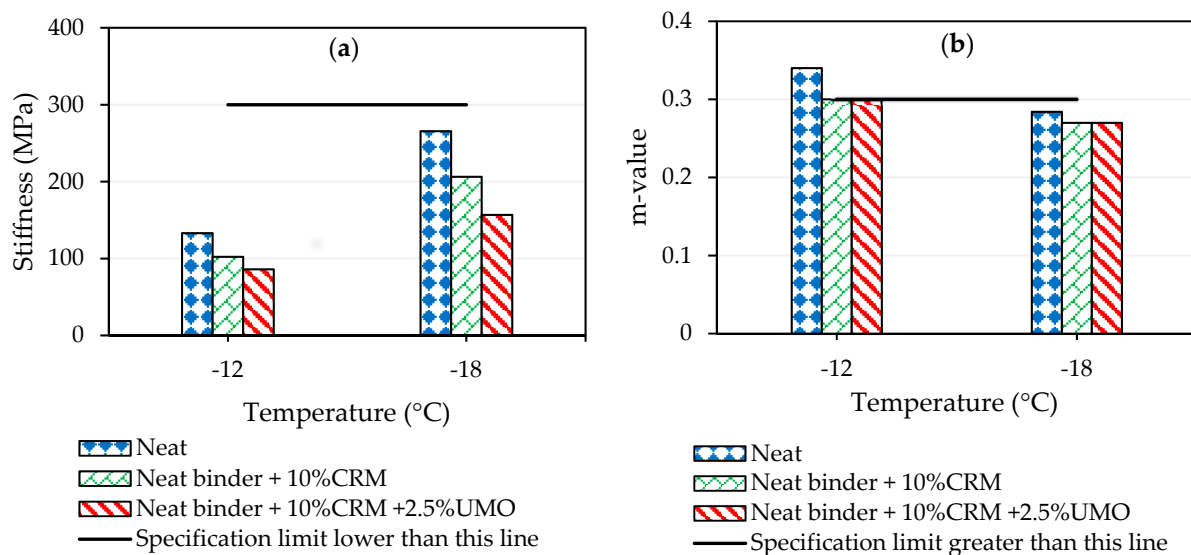 (a)
Stiffness (MPa)
400
300
200
100
0
-12
-18
Temperature (°C)
Neat
Neat binder + 10%CRM
Neat binder + 10%CRM +2.5%UMO
Specification limit lower than this line
(b)
m-value
0.4
0.3
0.2
0.1
0
-12
-18
Temperature (°C)
Neat
Neat binder + 10%CRM
Neat binder + 10%CRM +2.5%UMO
Specification limit greater than this line